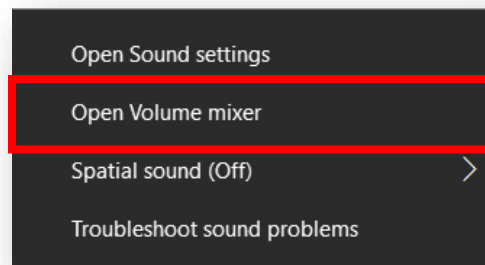 Open Sound settings
Open Volume mixer
Spatial sound (Off)
Troubleshoot sound problems